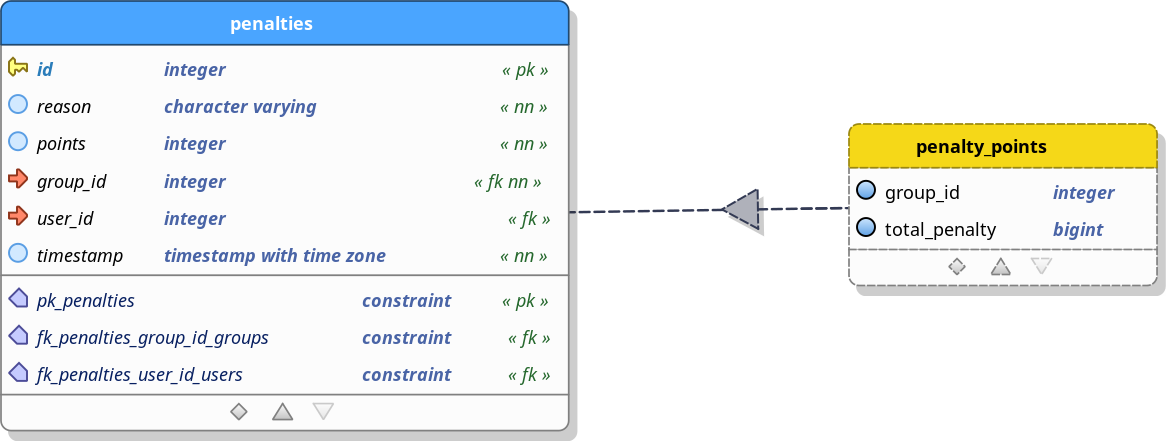 penalties
id integer « pk »
reason character varying « nn »
points integer « nn »
group_id integer « fk nn »
user_id integer « fk »
timestamp timestamp with time zone « nn »
pk_penalties constraint « pk »
fk_penalties_group_id_groups constraint « fk »
fk_penalties_user_id_users constraint « fk »
penalty_points
group_id integer
total_penalty bigint